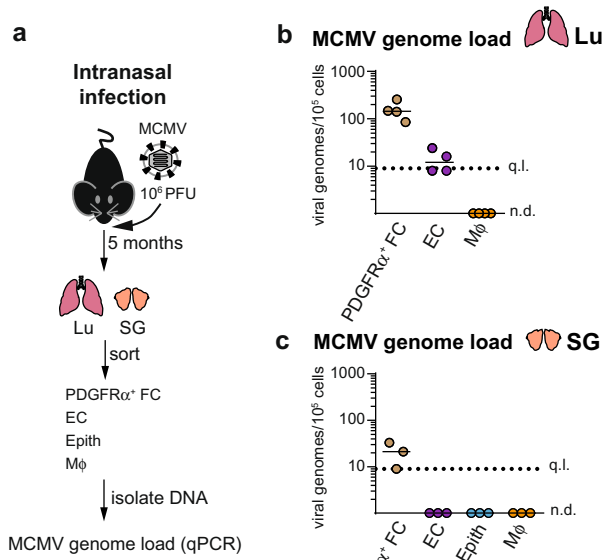 a
Intranasal
infection
MCMV
10⁶ PFU
5 months
Lu SG
sort
PDGFRα⁺ FC
EC
Epith
Mϕ
isolate DNA
MCMV genome load (qPCR)
b MCMV genome load Lu
viral genomes/10⁵ cells
1000
100
10
q.l.
n.d.
PDGFRα⁺ FC
EC
Mϕ
c MCMV genome load SG
viral genomes/10⁵ cells
1000
100
10
q.l.
n.d.
α⁺ FC
EC
Epith
Mϕ